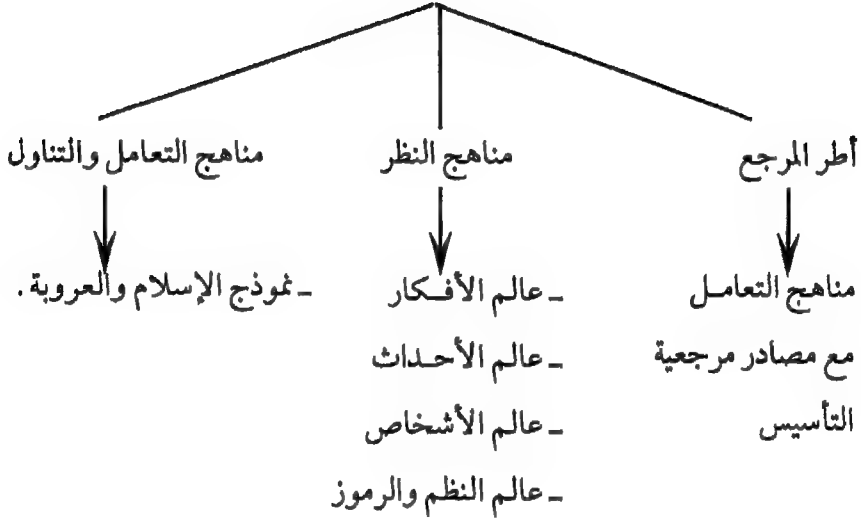 أطر المرجع
مناهج النظر
مناهج التعامل والتناول
مناهج التعامل
مع مصادر مرجعية
التأسيس
ـ عالم الأفكار
ـ عالم الأحداث
ـ عالم الأشخاص
ـ عالم النظم والرموز
ـ نموذج الإسلام والعروبة.